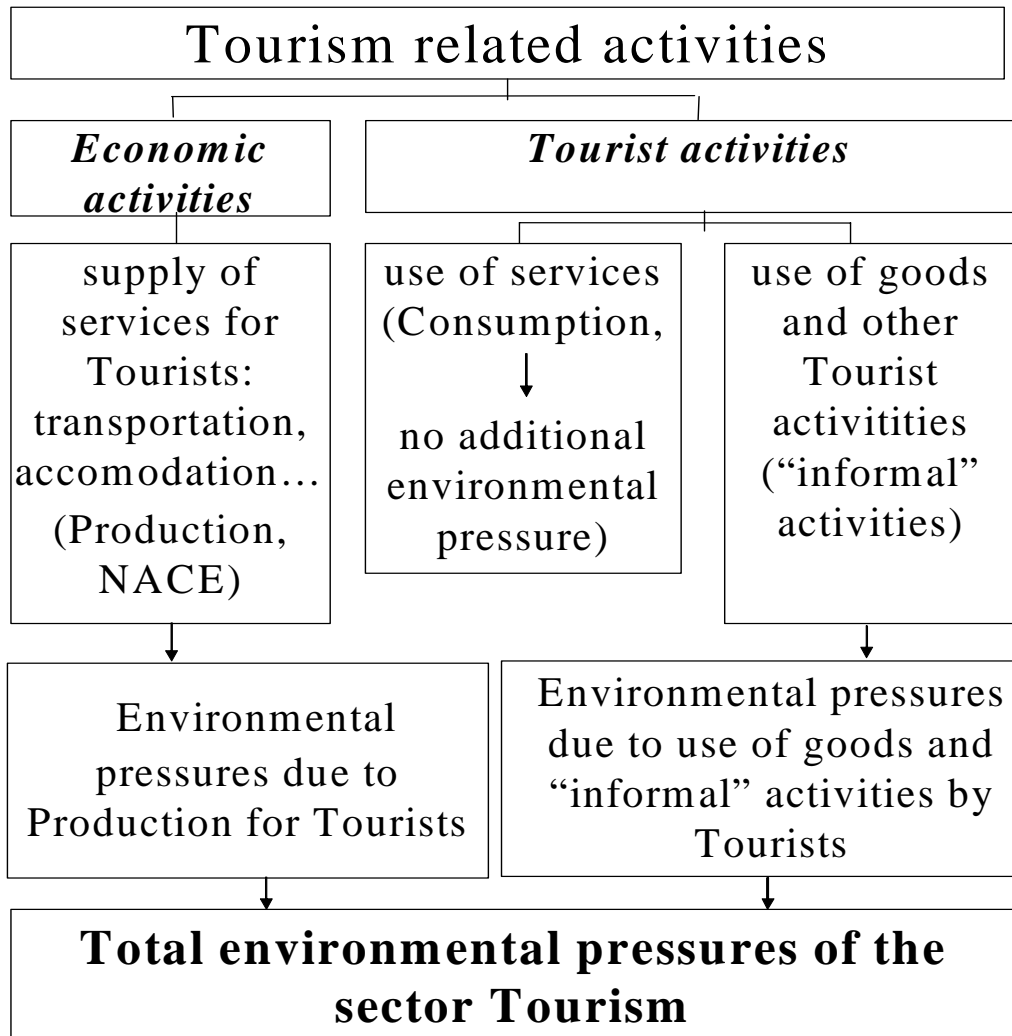 Tourism related activities
Economic
activities
Tourist activities
supply of
services for
Tourists:
transportation,
accomodation…
(Production,
NACE)
use of services
(Consumption,
no additional
environmental
pressure)
use of goods
and other
Tourist
activitities
(“informal”
activities)
Environmental
pressures due to
Production for Tourists
Environmental pressures
due to use of goods and
“informal” activities by
Tourists
Total environmental pressures of the
sector Tourism